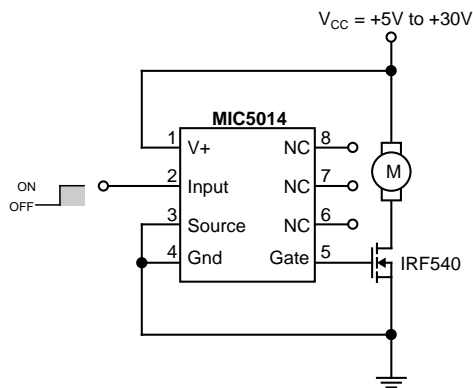 V_CC = +5V to +30V
MIC5014
1 V+ NC 8
ON
OFF
2 Input NC 7
M
3 Source NC 6
4 Gnd Gate 5
IRF540